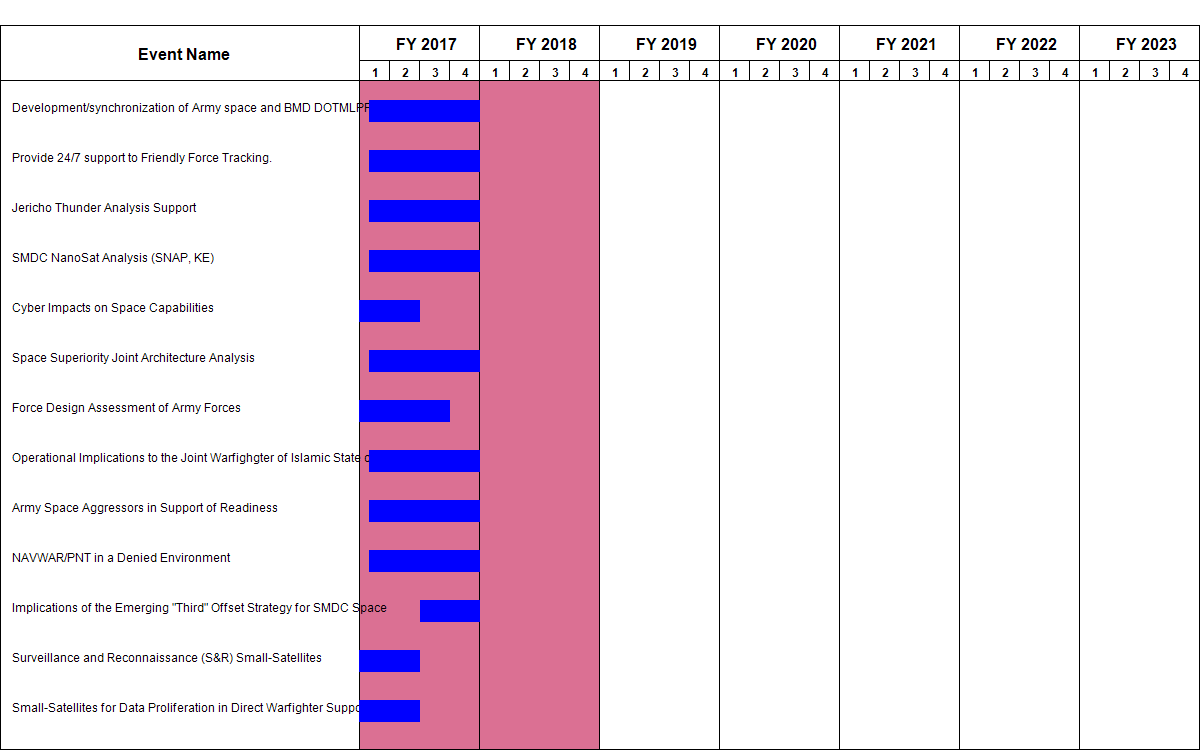 Event Name FY 2017 FY 2018 FY 2019 FY 2020 FY 2021 FY 2022 FY 2023
1 2 3 4 1 2 3 4 1 2 3 4 1 2 3 4 1 2 3 4 1 2 3 4 1 2 3 4
Development/synchronization of Army space and BMD
Provide 24/7 support to Friendly Force Tracking.
Jericho Thunder Analysis Support
SMDC NanoSat Analysis (SNAP, KE)
Cyber Impacts on Space Capabilities
Space Superiority Joint Architecture Analysis
Force Design Assessment of Army Forces
Operational Implications to the Joint Warfighgter of Islamic State
Army Space Aggressors in Support of Readiness
NAVWAR/PNT in a Denied Environment
Implications of the Emerging "Third" Offset Strategy for SMDC Space
Surveillance and Reconnaissance (S&R) Small-Satellites
Small-Satellites for Data Proliferation in Direct Warfighter